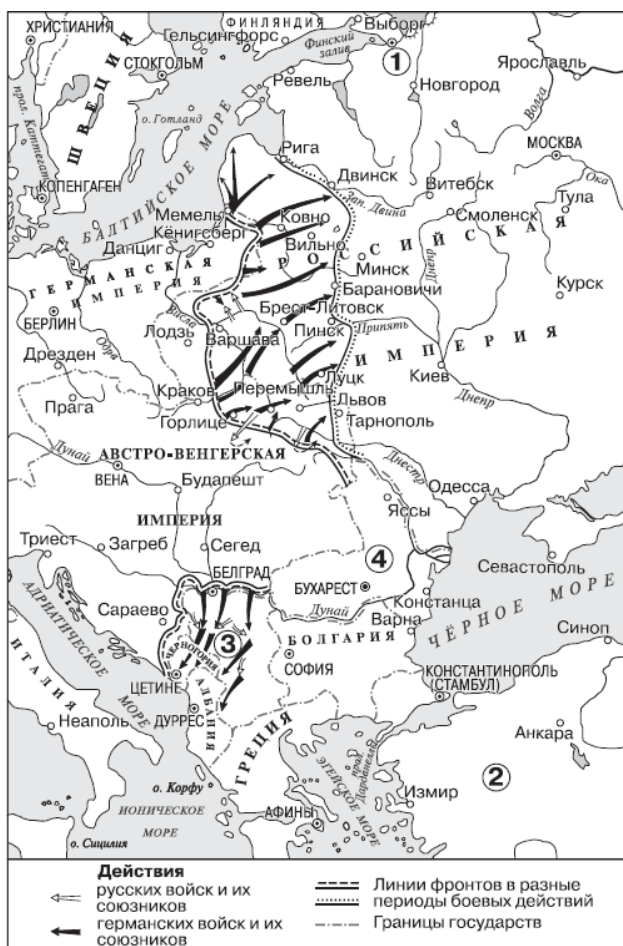 ХРИСТИАНИЯ
ФИНЛЯНДИЯ
Выборг
Гельсингфорс
Финский
залив
①
СТОКГОЛЬМ
ШВЕЦИЯ
прол. Каттегат
Ревель
Новгород
Ярославль
Волга
о. Готланд
БАЛТИЙСКОЕ МОРЕ
Рига
МОСКВА
Двинск
Зап. Двина
Витебск
Ока
КОПЕНГАГЕН
Смоленск
Тула
Мемель
Ковно
Кёнигсберг
Вильно
Данциг
РОССИЙСКАЯ
ИМПЕРИЯ
ГЕРМАНСКАЯ
ИМПЕРИЯ
Минск
Днепр
Барановичи
Курск
БЕРЛИН
Висла
Брест-Литовск
Лодзь
Варшава
Пинск
Припять
Дрезден
Одра
Луцк
Киев
Краков
Перемышль
Прага
Львов
Днепр
Горлице
Тарнополь
АВСТРО-ВЕНГЕРСКАЯ
ИМПЕРИЯ
Дунай
ВЕНА
Будапешт
Днестр
Одесса
Яссы
Триест
Загреб
Сегед
④
Севастополь
БЕЛГРАД
БУХАРЕСТ
АДРИАТИЧЕСКОЕ МОРЕ
Сараево
Дунай
Констанца
Варна
ЧЁРНОЕ МОРЕ
③
БОЛГАРИЯ
Синоп
ЧЕРНОГОРИЯ
СОФИЯ
ИТАЛИЯ
ЦЕТИНЕ
АЛБАНИЯ
КОНСТАНТИНОПОЛЬ
(СТАМБУЛ)
Неаполь
ДУРРЕС
ГРЕЦИЯ
Анкара
прол.
Дарданеллы
ЭГЕЙСКОЕ МОРЕ
②
о. Корфу
Измир
ИОНИЧЕСКОЕ
МОРЕ
АФИНЫ
о. Сицилия
Действия
русских войск и их
союзников
германских войск и их
союзников
Линии фронтов в разные
периоды боевых действий
Границы государств